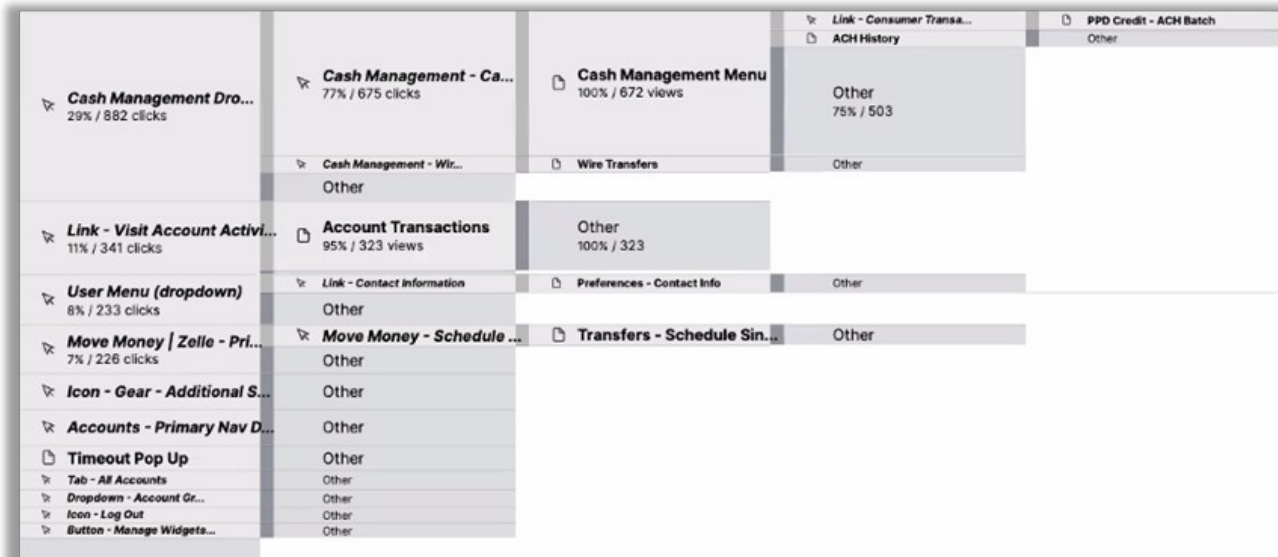 Cash Management Dro...
29% / 882 clicks
Cash Management - Ca...
77% / 675 clicks
Cash Management Menu
100% / 672 views
Link - Consumer Transa...
PPD Credit - ACH Batch
ACH History
Other
Other
75% / 503
Cash Management - Wir...
Wire Transfers
Other
Other
Link - Visit Account Activi...
11% / 341 clicks
Account Transactions
95% / 323 views
Other
100% / 323
User Menu (dropdown)
8% / 233 clicks
Link - Contact Information
Preferences - Contact Info
Other
Other
Move Money | Zelle - Pri...
7% / 226 clicks
Move Money - Schedule ...
Transfers - Schedule Sin...
Other
Other
Icon - Gear - Additional S...
Other
Accounts - Primary Nav D...
Other
Timeout Pop Up
Other
Tab - All Accounts
Other
Dropdown - Account Gr...
Other
Icon - Log Out
Other
Button - Manage Widgets...
Other